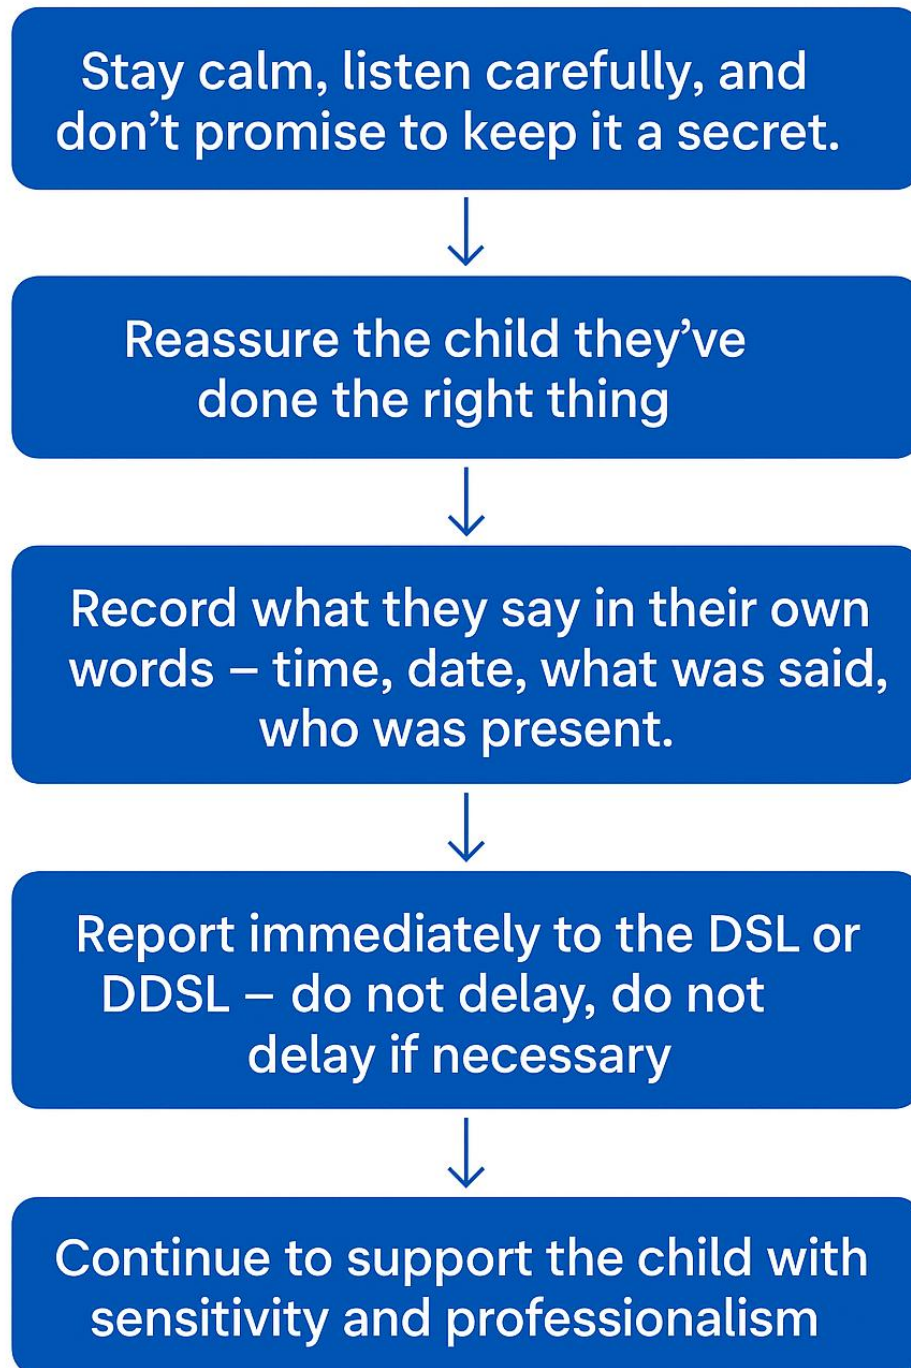 Stay calm, listen carefully, and
don’t promise to keep it a secret.
Reassure the child they’ve
done the right thing
Record what they say in their own
words – time, date, what was said,
who was present.
Report immediately to the DSL or
DDSL – do not delay, do not
delay if necessary
Continue to support the child with
sensitivity and professionalism